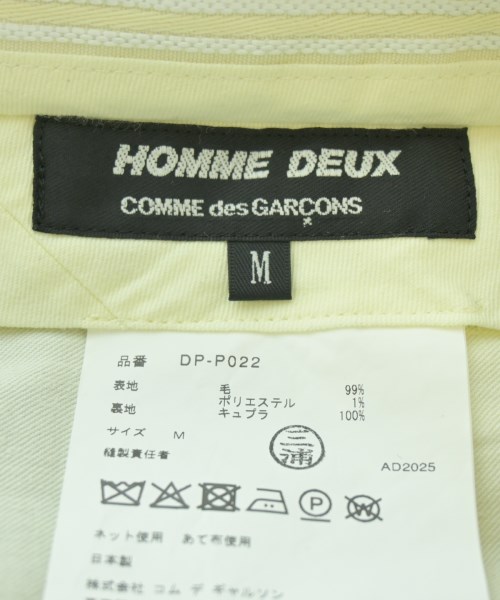 HOMME DEUX
COMME des GARÇONS
M
品番 DP-P022
表地 毛 99%
ポリエステル 1%
裏地 キュプラ 100%
サイズ M
縫製責任者 三浦
AD2025
P W
ネット使用 あて布使用
日本製
株式会社 コム デ ギャルソン